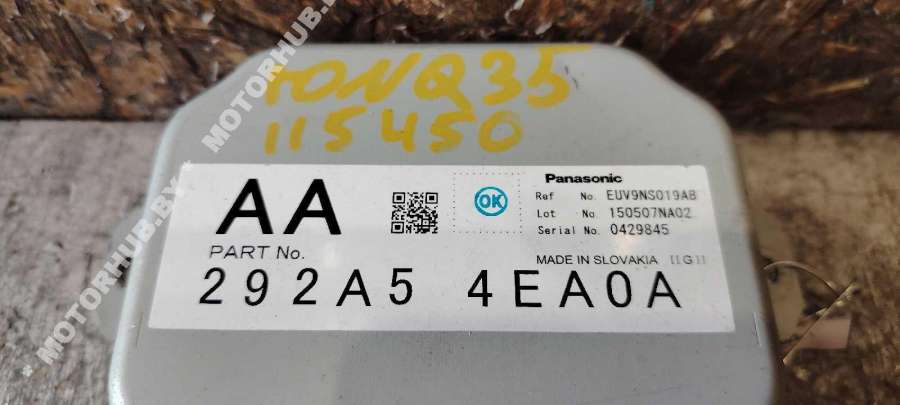 TONQ35
115450
AA
OK
Panasonic
Ref No. EUV9NS019AB
Lot No. 150507NA02
Serial No. 0429845
PART No.
MADE IN SLOVAKIA [[G]]
292A5 4EA0A
MOTORHUB.BY * MOTORHUB.BY